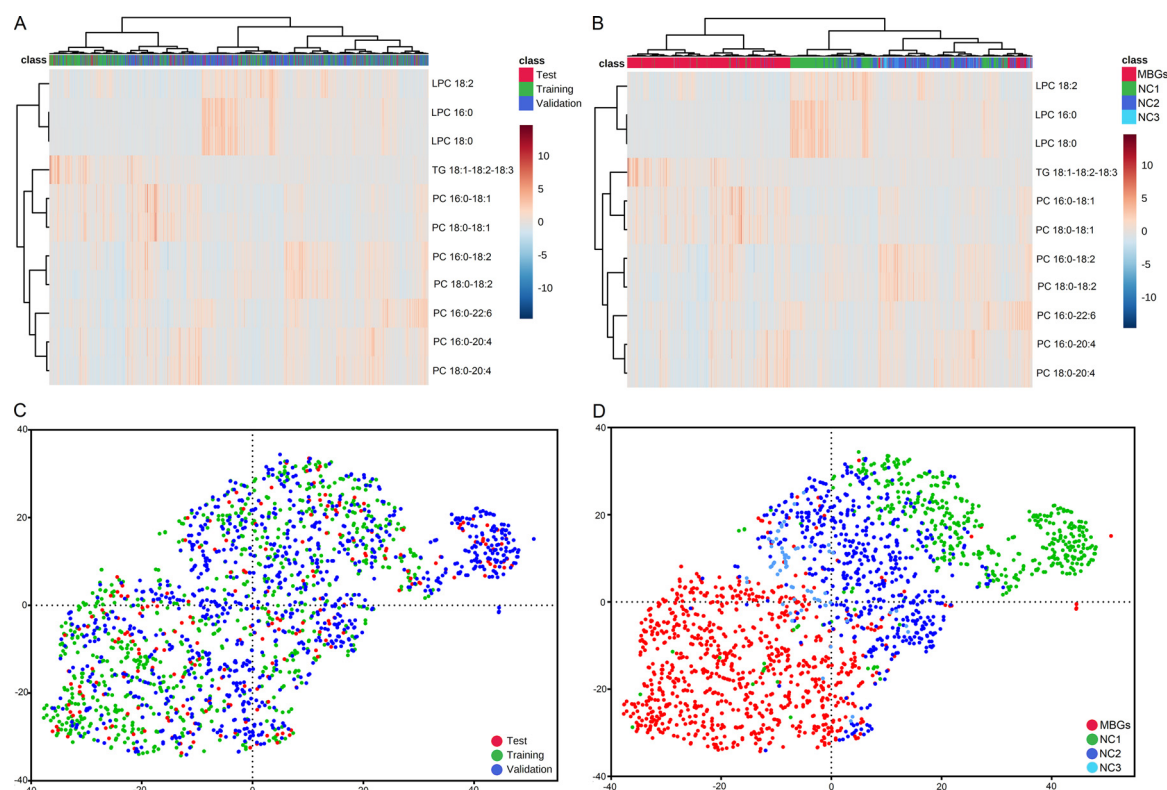 A
class
class
Test
Training
Validation
LPC 18:2
LPC 16:0
LPC 18:0
TG 18:1-18:2-18:3
PC 16:0-18:1
PC 18:0-18:1
PC 16:0-18:2
PC 18:0-18:2
PC 16:0-22:6
PC 16:0-20:4
PC 18:0-20:4
10
5
0
-5
-10
B
class
class
MBGs
NC1
NC2
NC3
LPC 18:2
LPC 16:0
LPC 18:0
TG 18:1-18:2-18:3
PC 16:0-18:1
PC 18:0-18:1
PC 16:0-18:2
PC 18:0-18:2
PC 16:0-22:6
PC 16:0-20:4
PC 18:0-20:4
10
5
0
-5
-10
C
40
20
0
-20
-40
-40
-20
0
20
40
Test
Training
Validation
D
40
20
0
-20
-40
-40
-20
0
20
40
MBGs
NC1
NC2
NC3